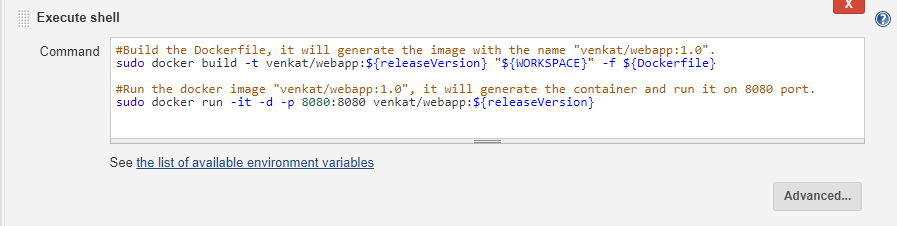 X
Execute shell
?
Command
#Build the Dockerfile, it will generate the image with the name "venkat/webapp:1.0".
sudo docker build -t venkat/webapp:${releaseVersion} "${WORKSPACE}" -f ${Dockerfile}
#Run the docker image "venkat/webapp:1.0", it will generate the container and run it on 8080 port.
sudo docker run -it -d -p 8080:8080 venkat/webapp:${releaseVersion}
See the list of available environment variables
Advanced...